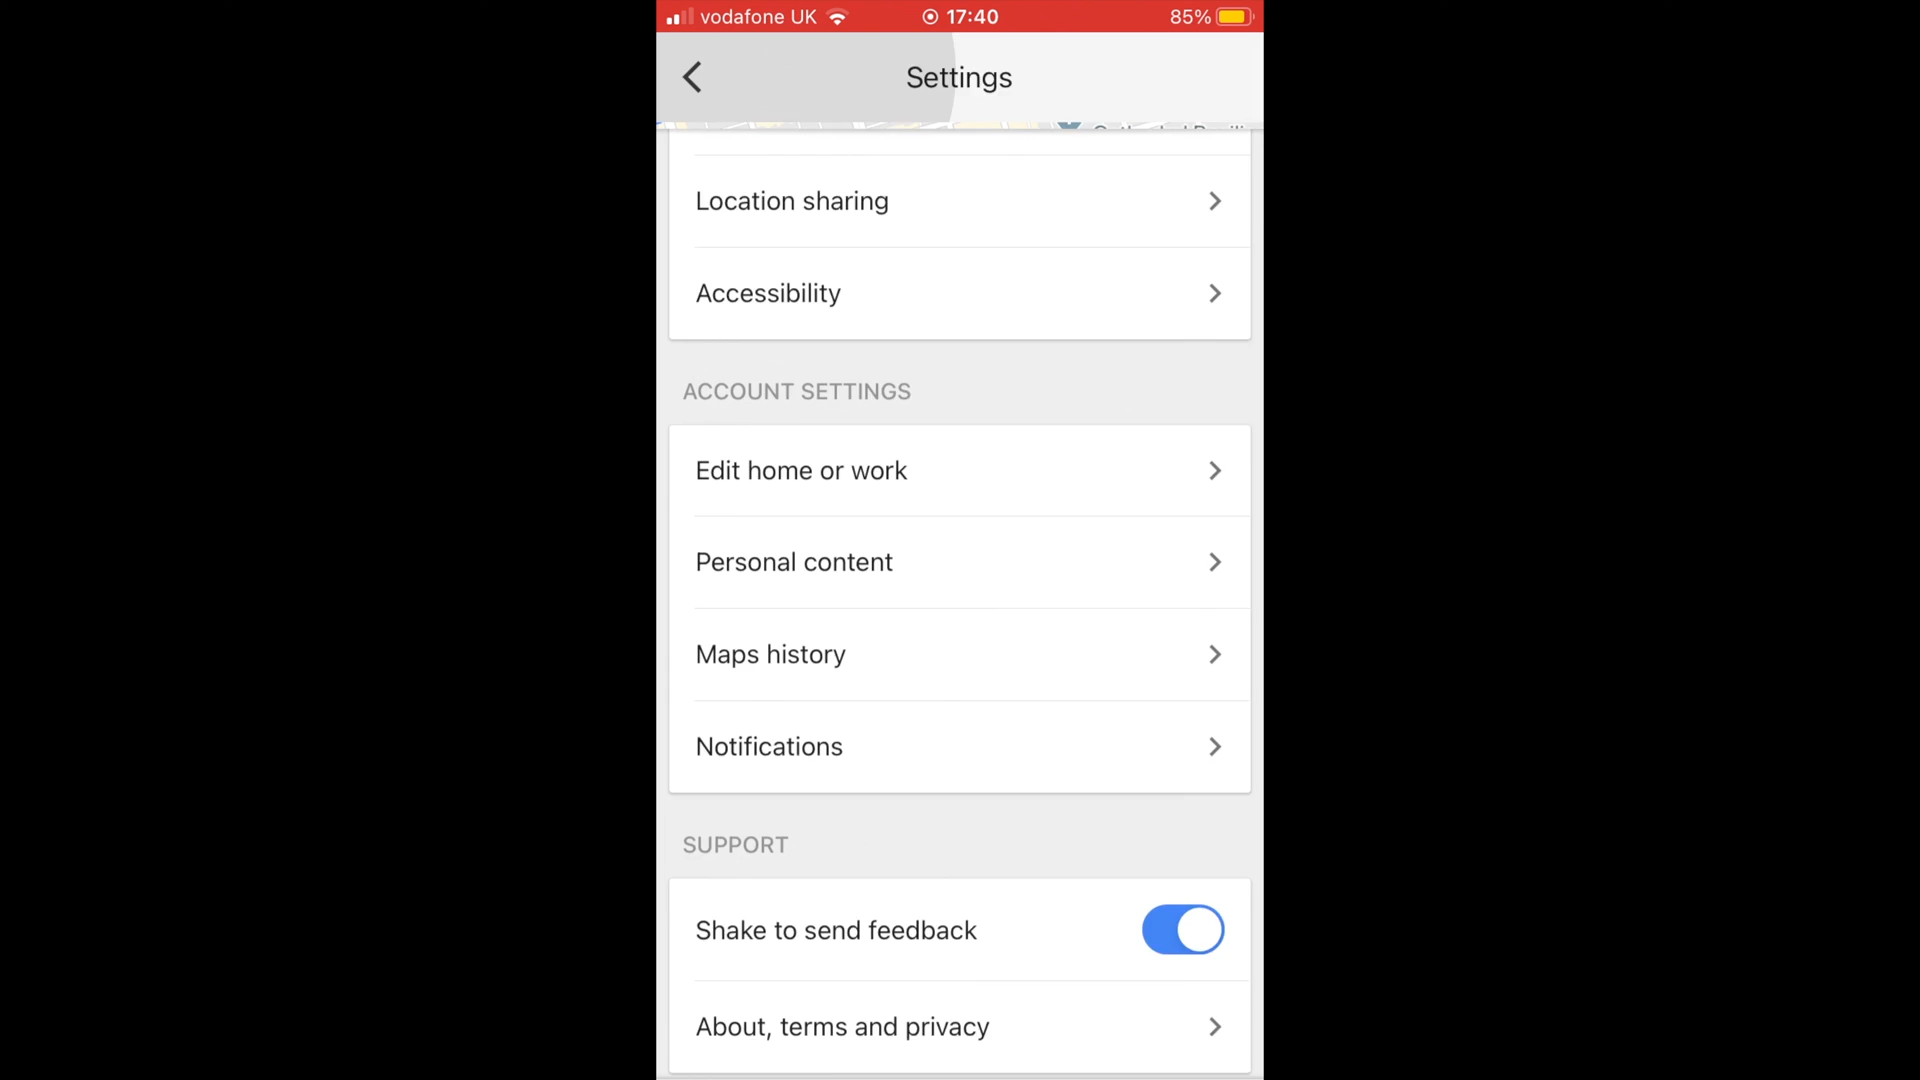 vodafone UK 17:40 85%
Settings
Location sharing
Accessibility
ACCOUNT SETTINGS
Edit home or work
Personal content
Maps history
Notifications
SUPPORT
Shake to send feedback
About, terms and privacy